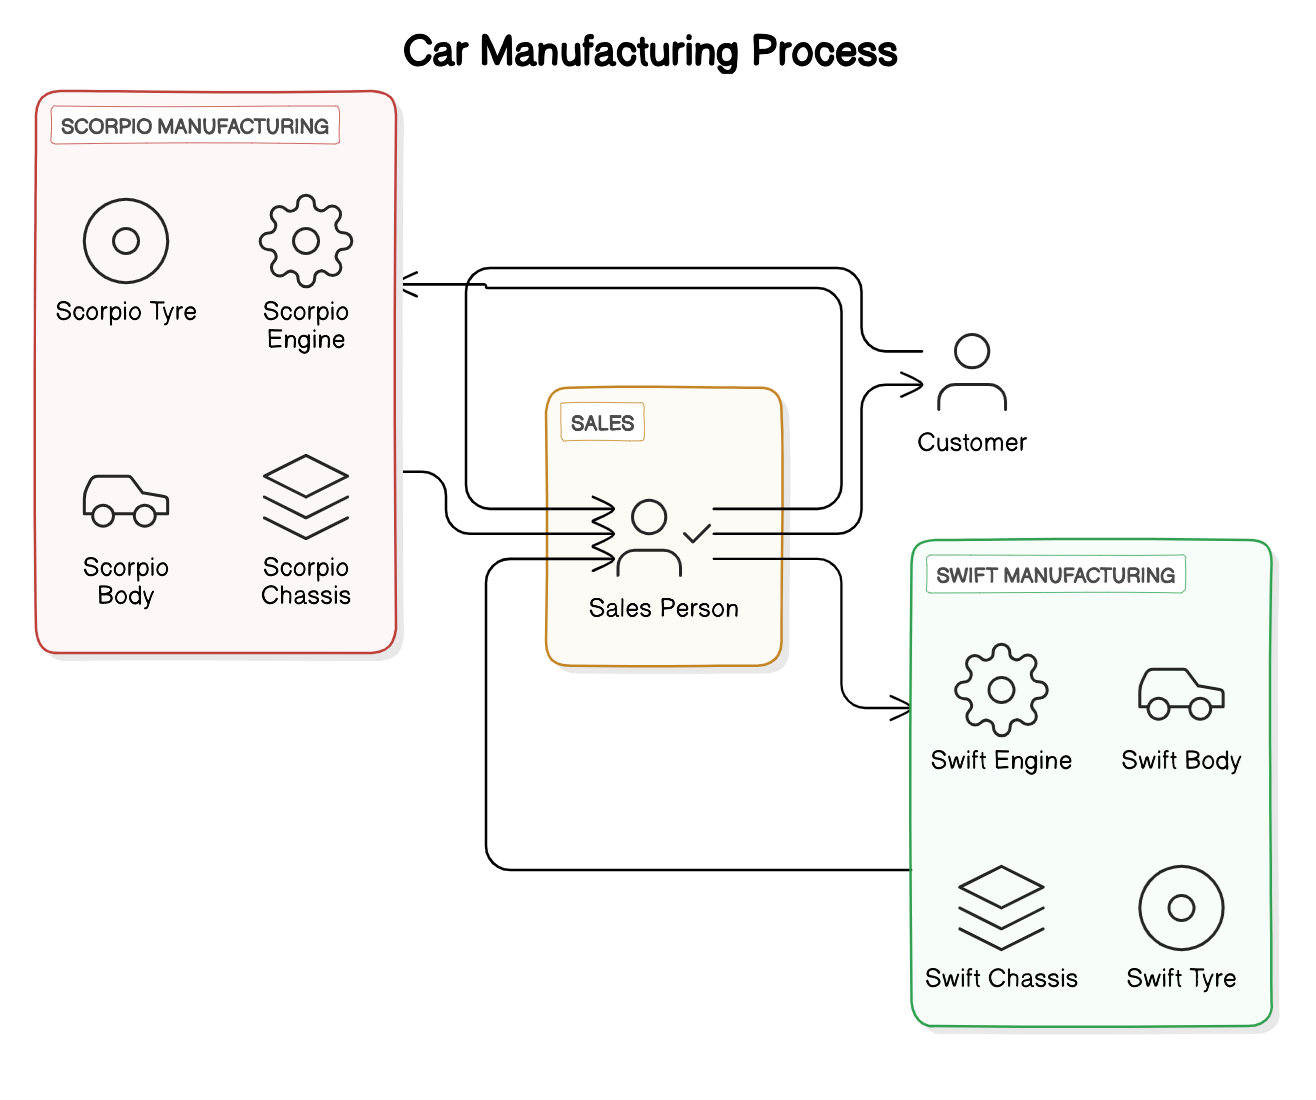 Car Manufacturing Process
SCORPIO MANUFACTURING
Scorpio Tyre
Scorpio
Engine
Scorpio
Body
Scorpio
Chassis
SALES
Sales Person
Customer
SWIFT MANUFACTURING
Swift Engine
Swift Body
Swift Chassis
Swift Tyre